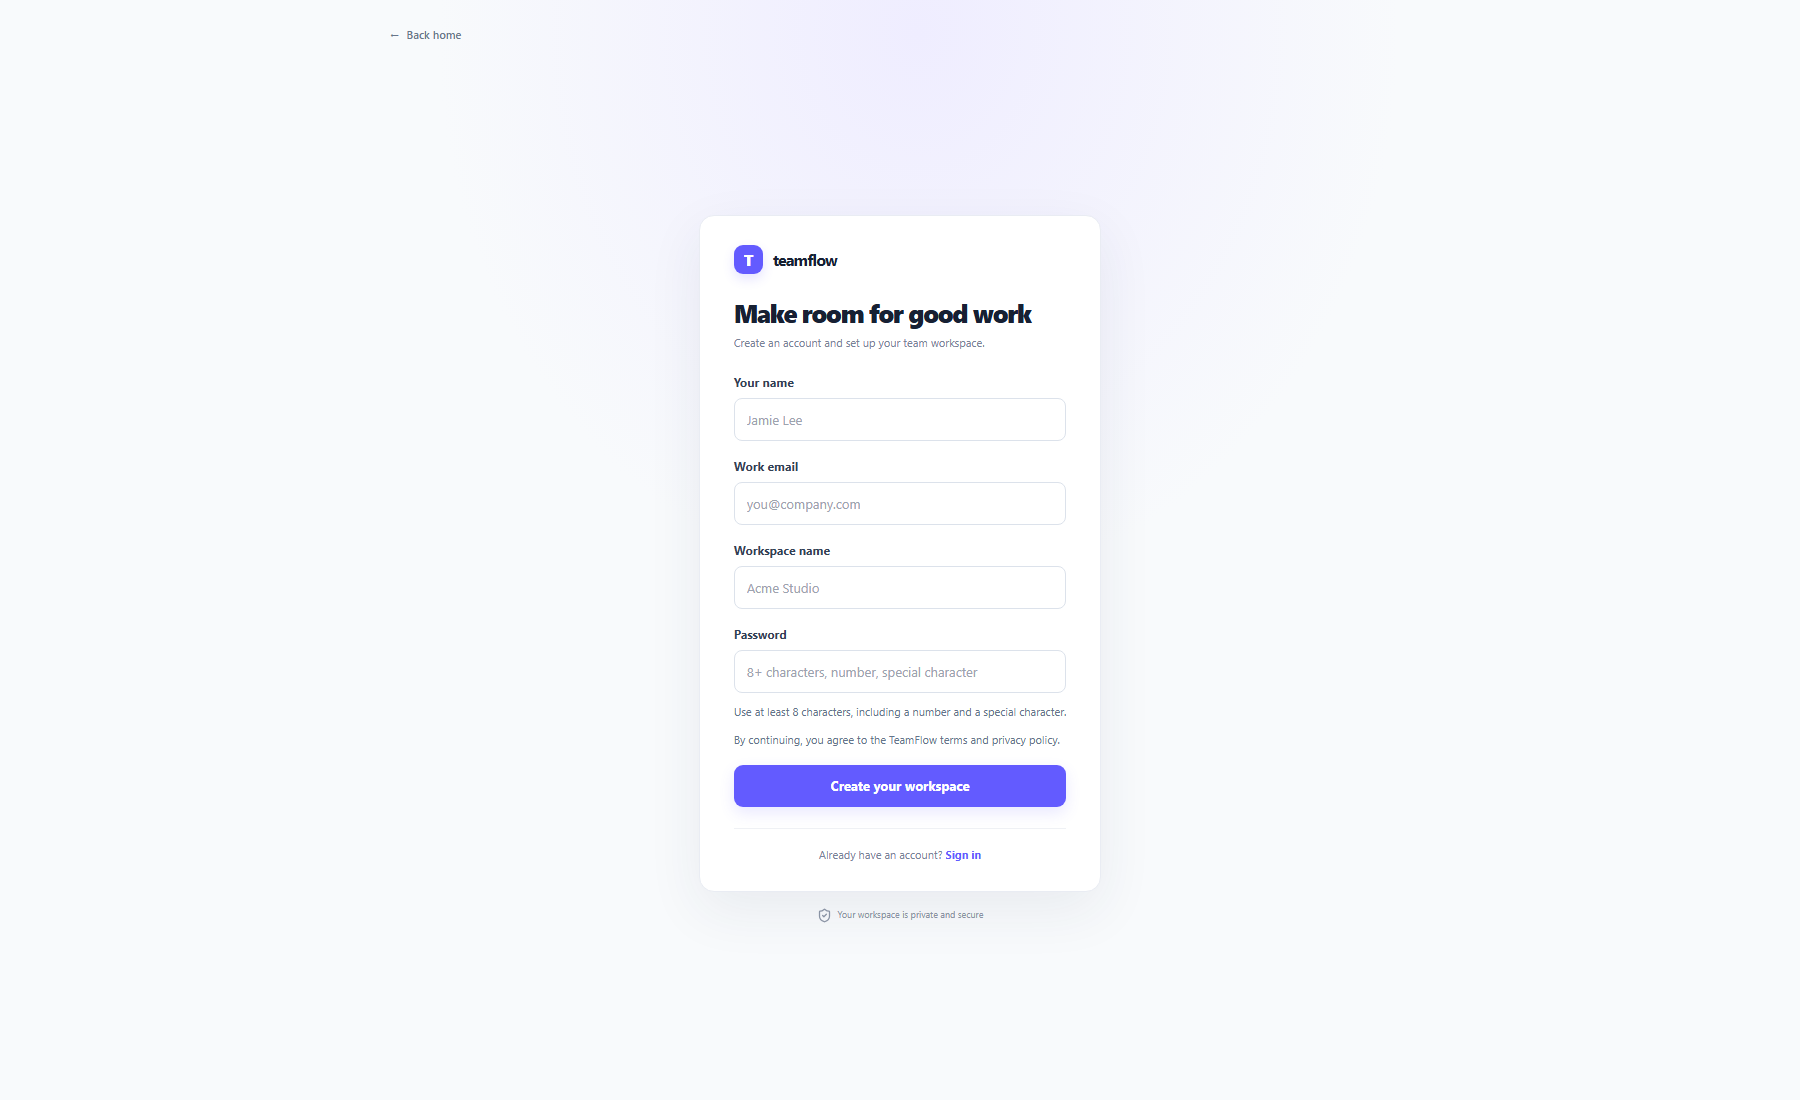 ← Back home
T teamflow
Make room for good work
Create an account and set up your team workspace.
Your name
Jamie Lee
Work email
you@company.com
Workspace name
Acme Studio
Password
8+ characters, number, special character
Use at least 8 characters, including a number and a special character.
By continuing, you agree to the TeamFlow terms and privacy policy.
Create your workspace
Already have an account? Sign in
Your workspace is private and secure